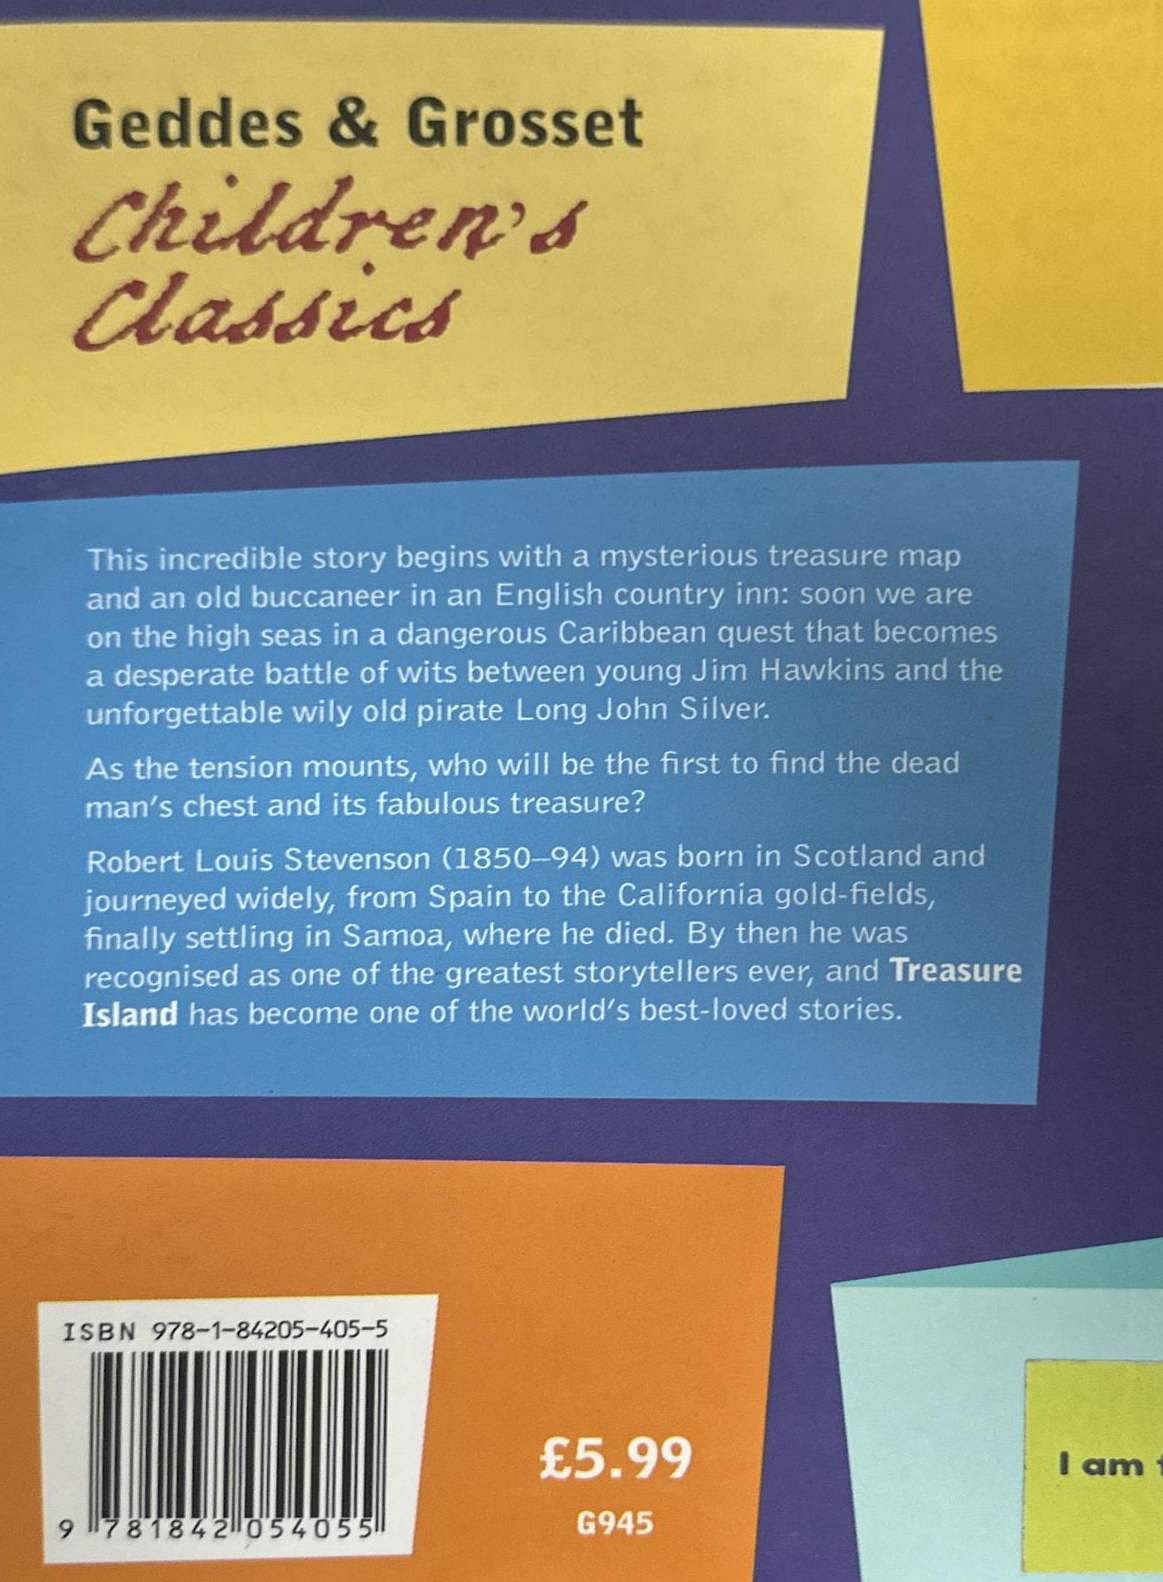 Geddes & Grosset
Children's
Classics
This incredible story begins with a mysterious treasure map
and an old buccaneer in an English country inn: soon we are
on the high seas in a dangerous Caribbean quest that becomes
a desperate battle of wits between young Jim Hawkins and the
unforgettable wily old pirate Long John Silver.
As the tension mounts, who will be the first to find the dead
man's chest and its fabulous treasure?
Robert Louis Stevenson (1850–94) was born in Scotland and
journeyed widely, from Spain to the California gold-fields,
finally settling in Samoa, where he died. By then he was
recognised as one of the greatest storytellers ever, and Treasure
Island has become one of the world's best-loved stories.
ISBN 978-1-84205-405-5
9 781842 054055
£5.99
G945
I am